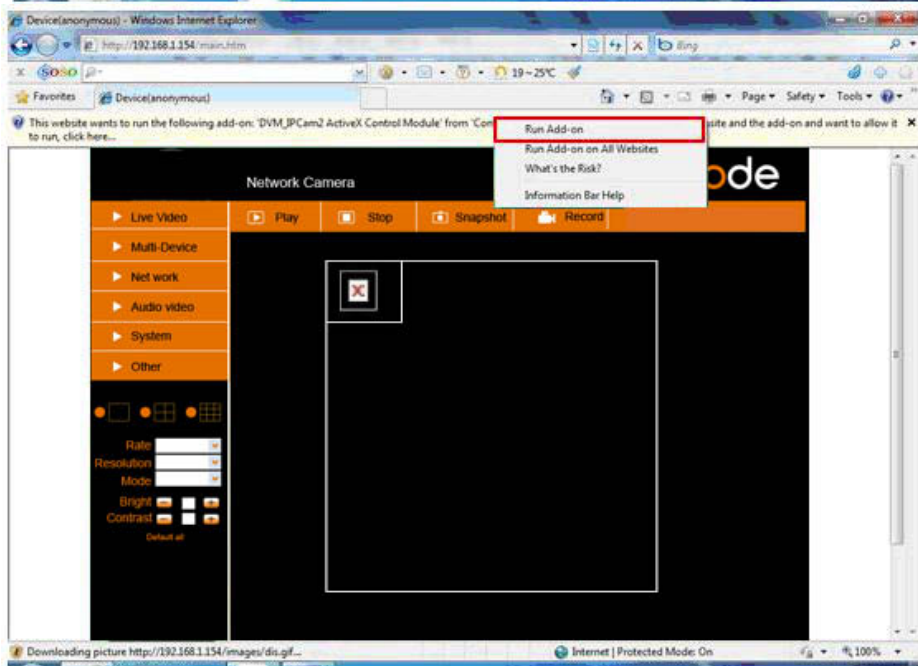 Device(anonymous) - Windows Internet Explorer
http://192.168.1.154/main.htm
Bing
SOSO
19~25℃
Favorites Device(anonymous) Page Safety Tools
This website wants to run the following add-on: 'DVM_IPCam2 ActiveX Control Module' from 'Con site and the add-on and want to allow it
to run, click here...
Run Add-on
Run Add-on on All Websites
What's the Risk?
Information Bar Help
Network Camera
ode
Live Video
Play Stop Snapshot Record
Multi-Device
Net work
Audio video
System
Other
Rate
Resolution
Mode
Bright
Contrast
Default all
Downloading picture http://192.168.1.154/images/dis.gif... Internet | Protected Mode: On 100%